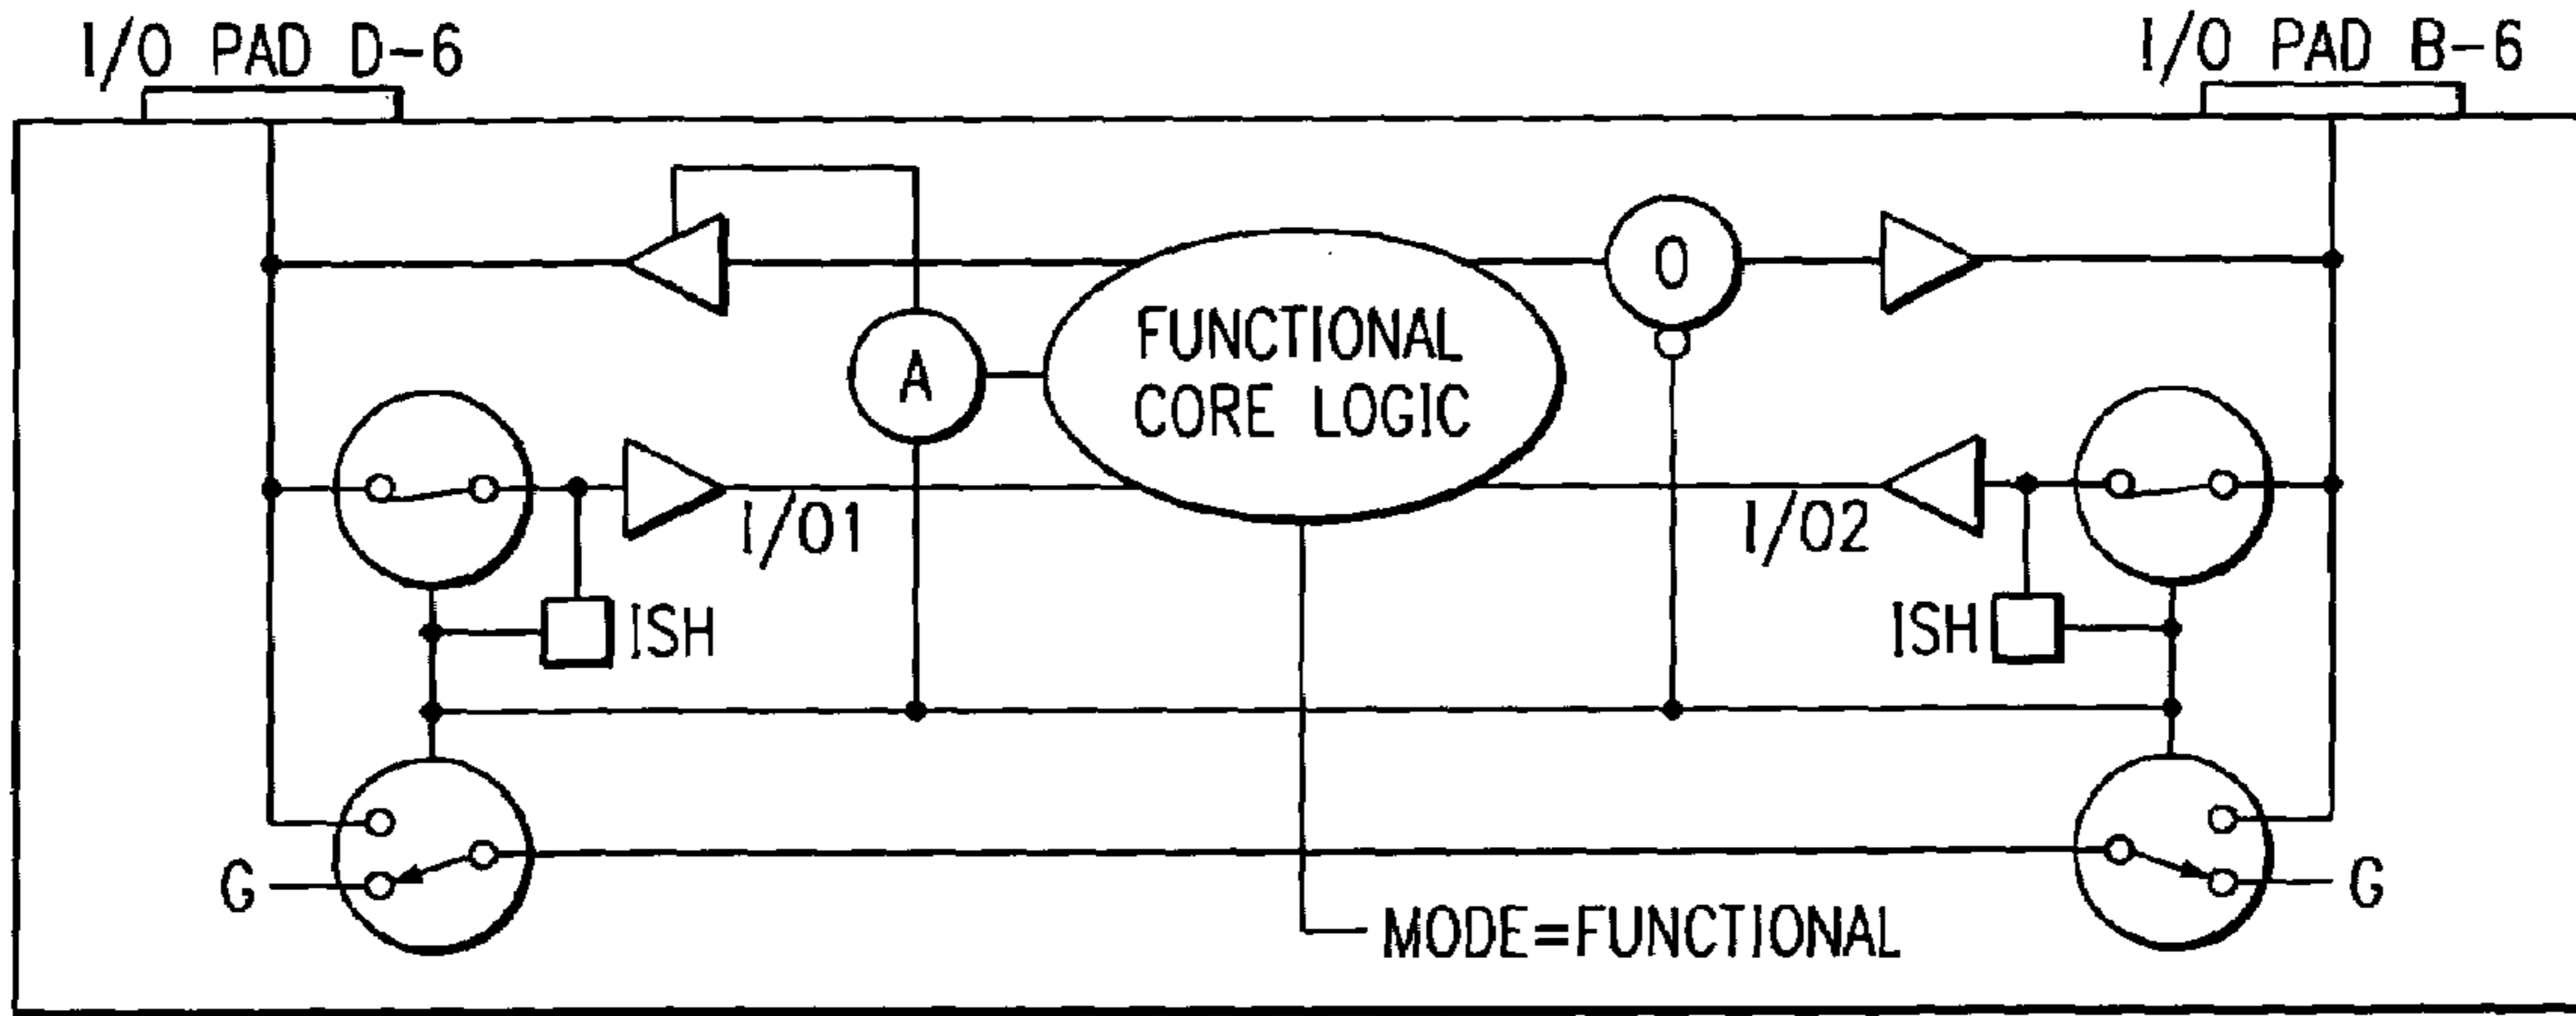 I/O PAD D-6
I/O PAD B-6
O
FUNCTIONAL
CORE LOGIC
A
I/O1
I/O2
ISH
ISH
G
G
MODE=FUNCTIONAL